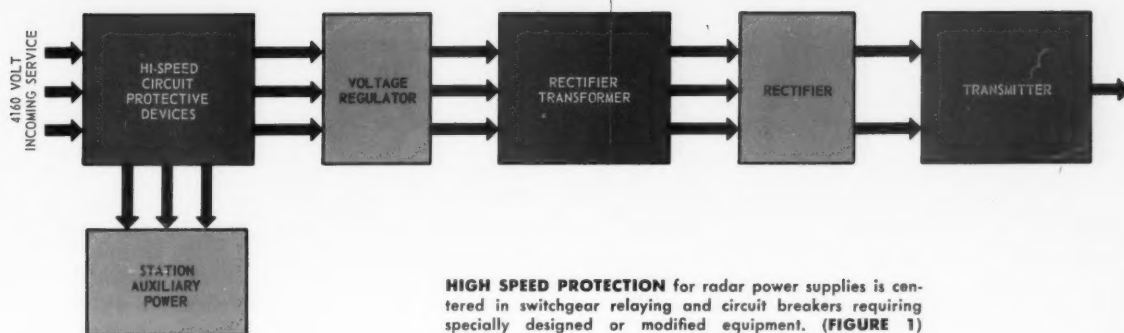 4160 VOLT
INCOMING SERVICE
HI-SPEED
CIRCUIT
PROTECTIVE
DEVICES
VOLTAGE
REGULATOR
RECTIFIER
TRANSFORMER
RECTIFIER
TRANSMITTER
STATION
AUXILIARY
POWER
HIGH SPEED PROTECTION for radar power supplies is cen-
tered in switchgear relaying and circuit breakers requiring
specially designed or modified equipment. (FIGURE 1)